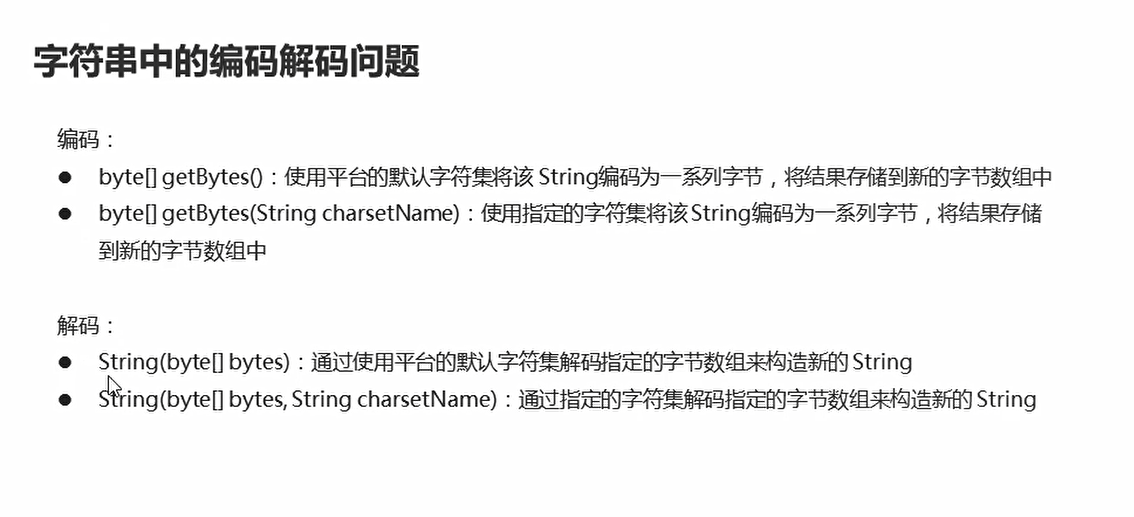 字符串中的编码解码问题
编码：
● byte[] getBytes()：使用平台的默认字符集将该 String编码为一系列字节，将结果存储到新的字节数组中
● byte[] getBytes(String charsetName)：使用指定的字符集将该String编码为一系列字节，将结果存储
到新的字节数组中
解码：
● String(byte[] bytes)：通过使用平台的默认字符集解码指定的字节数组来构造新的 String
● String(byte[] bytes, String charsetName)：通过指定的字符集解码指定的字节数组来构造新的 String